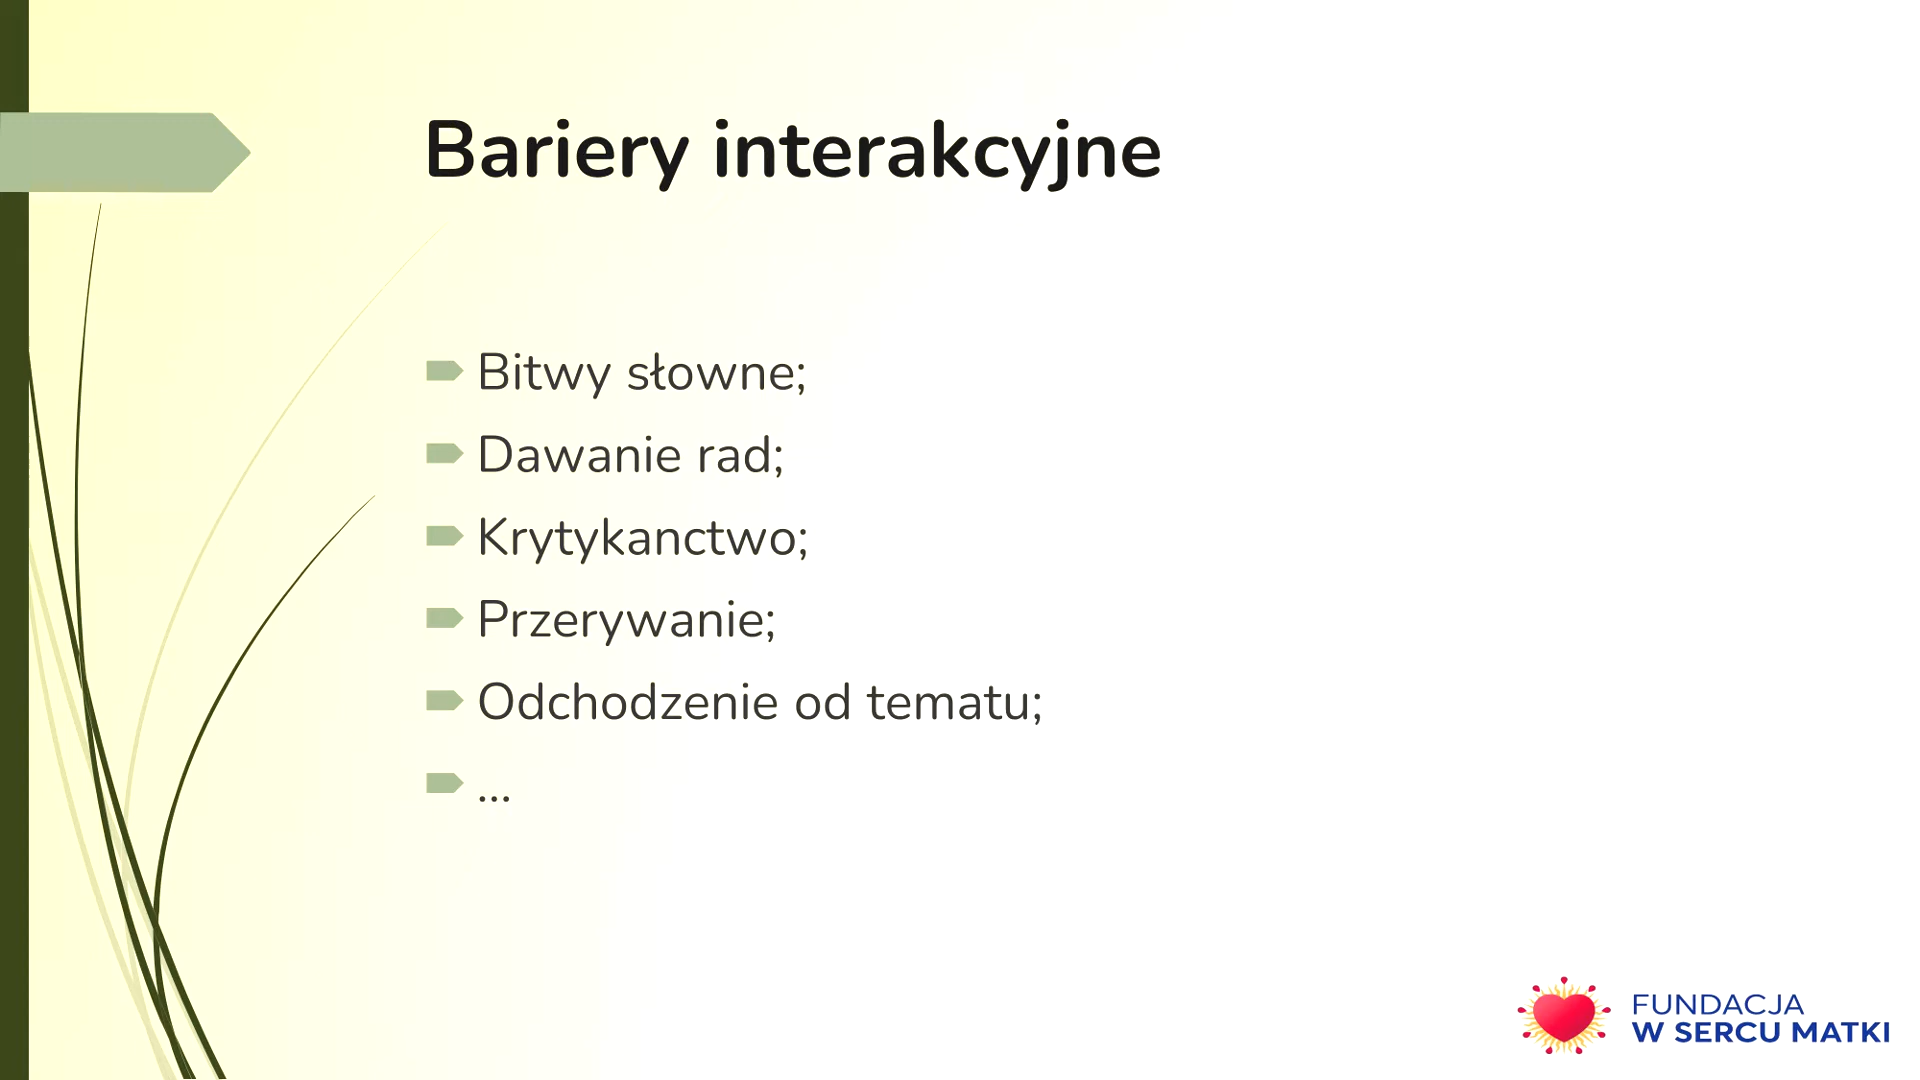 Bariery interakcyjne
Bitwy słowne;
Dawanie rad;
Krytykanctwo;
Przerywanie;
Odchodzenie od tematu;
...
FUNDACJA
W SERCU MATKI